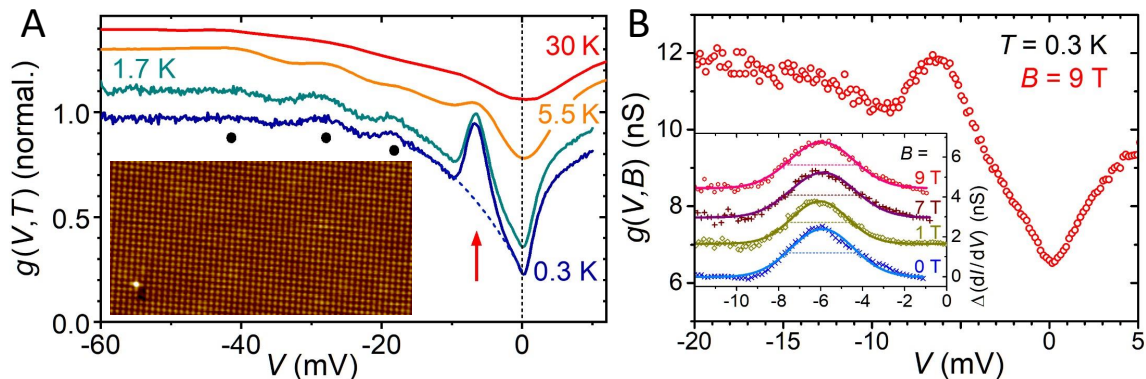 A
g(V,T) (normal.)
1.0
0.5
0.0
30 K
1.7 K
5.5 K
0.3 K
-60
-40
-20
0
V (mV)
B
g(V,B) (nS)
12
10
8
6
T = 0.3 K
B = 9 T
B =
9 T
7 T
1 T
0 T
6
4
2
0
Δ(dI/dV) (nS)
-10
-8
-6
-4
-2
0
-20
-15
-10
-5
0
5
V (mV)